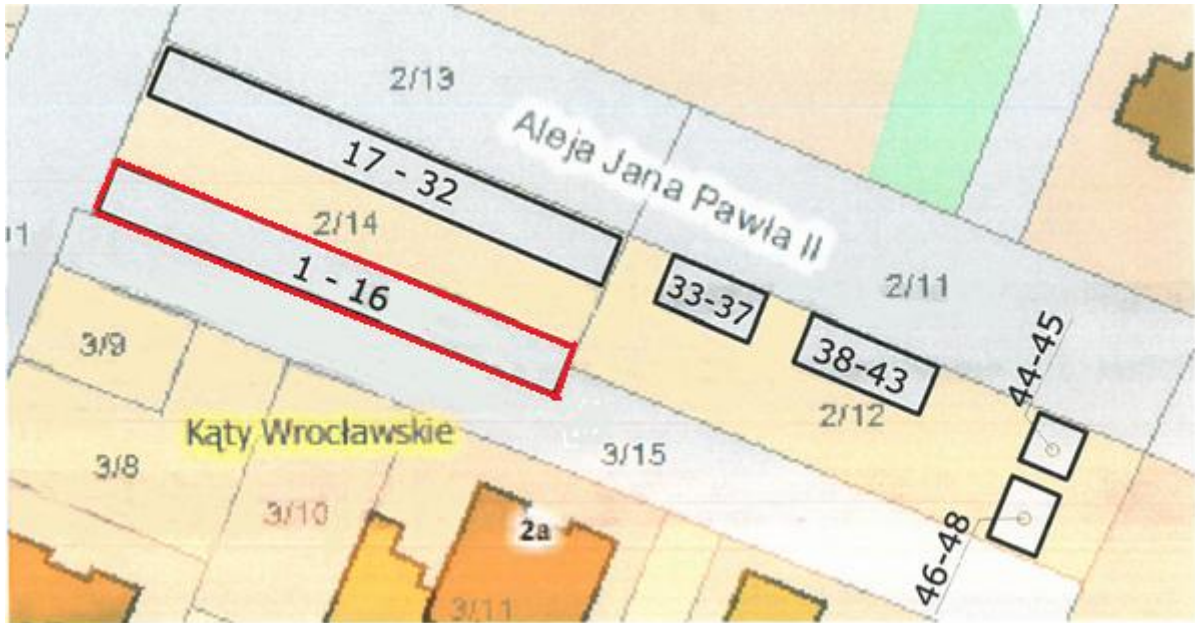 2/13
Aleja Jana Pawła II
17 - 32
2/14
1 - 16
33-37
2/11
38-43
44-45
2/12
3/9
Kąty Wrocławskie
3/15
3/8
3/10
2a
46-48
3/11